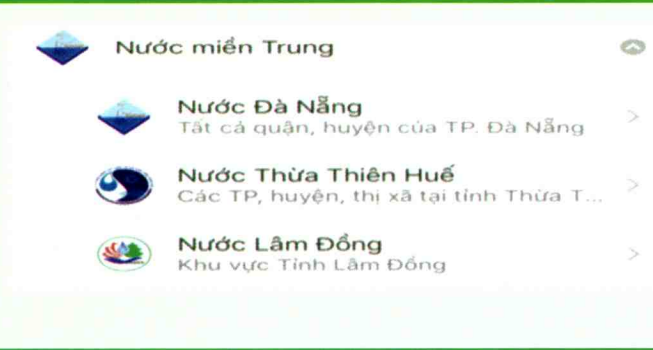 Nước miền Trung
Nước Đà Nẵng
Tất cả quận, huyện của TP. Đà Nẵng
Nước Thừa Thiên Huế
Các TP, huyện, thị xã tại tỉnh Thừa T...
Nước Lâm Đồng
Khu vực Tỉnh Lâm Đồng